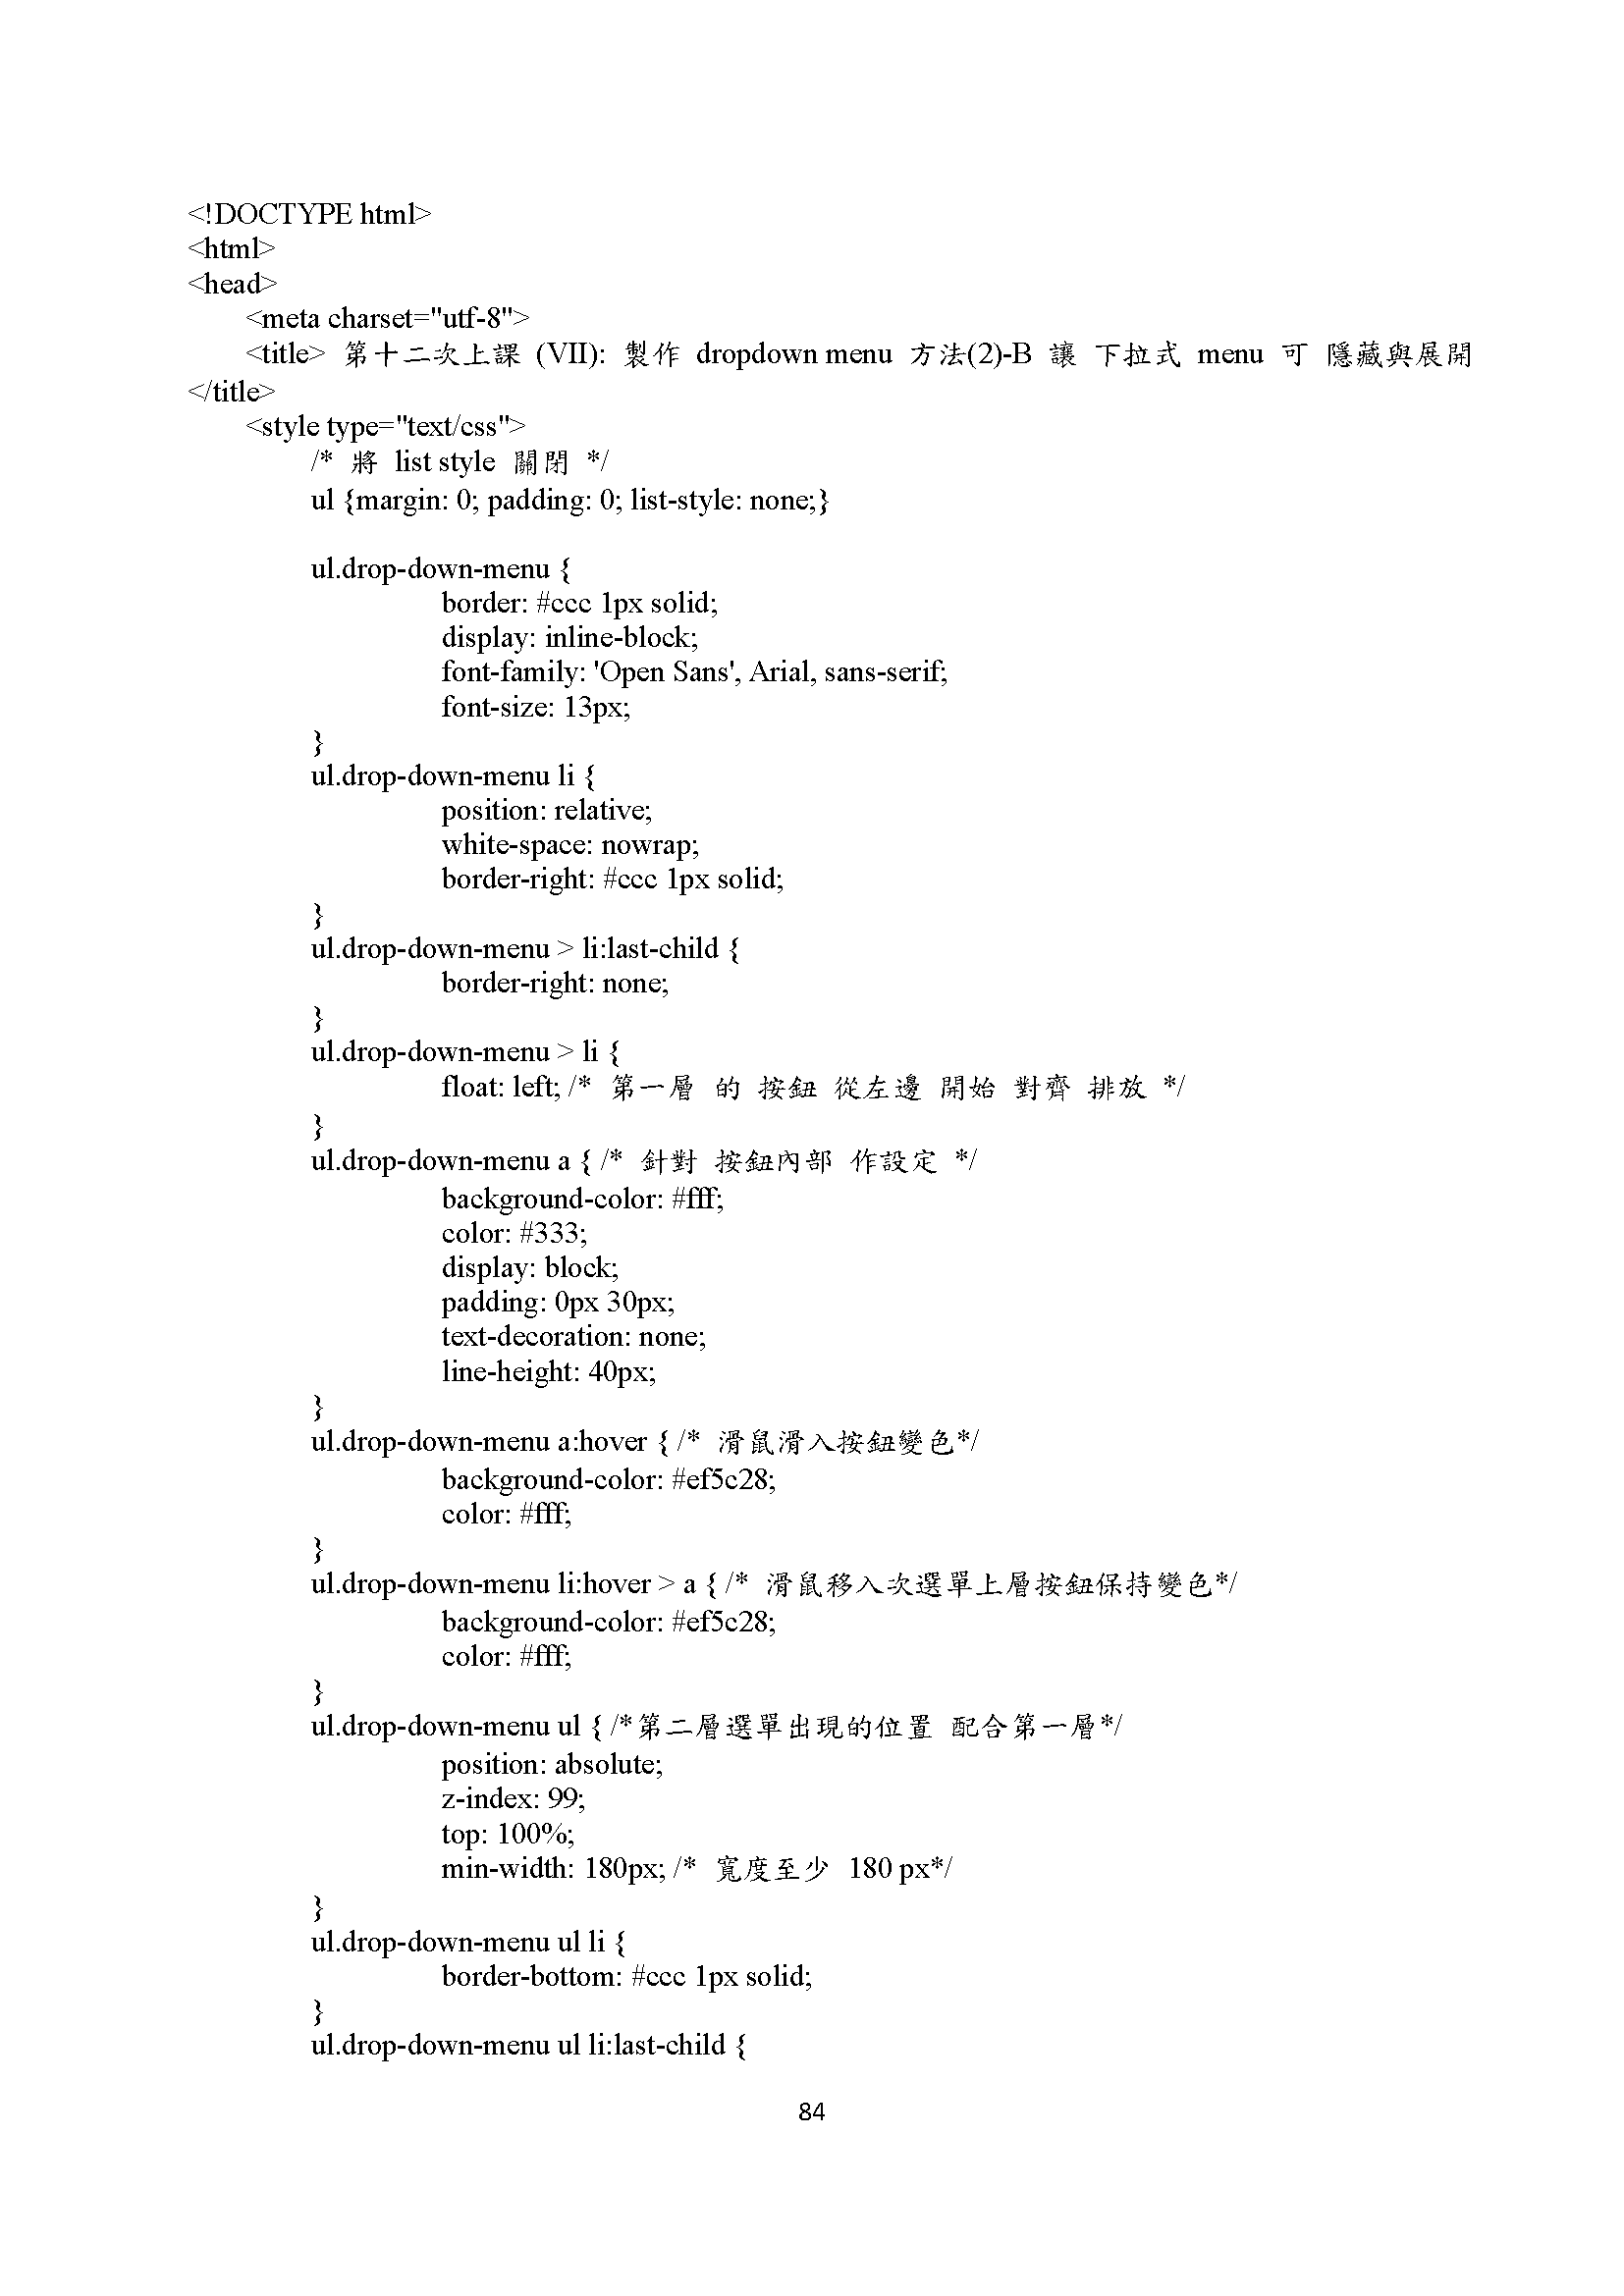 <!DOCTYPE html>
<html>
<head>
<meta charset="utf-8">
<title> 第十二次上課 (VII): 製作 dropdown menu 方法(2)-B 讓 下拉式 menu 可 隱藏與展開
</title>
<style type="text/css">
/* 將 list style 關閉 */
ul {margin: 0; padding: 0; list-style: none;}
ul.drop-down-menu {
border: #ccc 1px solid;
display: inline-block;
font-family: 'Open Sans', Arial, sans-serif;
font-size: 13px;
}
ul.drop-down-menu li {
position: relative;
white-space: nowrap;
border-right: #ccc 1px solid;
}
ul.drop-down-menu > li:last-child {
border-right: none;
}
ul.drop-down-menu > li {
float: left; /* 第一層 的 按鈕 從左邊 開始 對齊 排放 */
}
ul.drop-down-menu a { /* 針對 按鈕內部 作設定 */
background-color: #fff;
color: #333;
display: block;
padding: 0px 30px;
text-decoration: none;
line-height: 40px;
}
ul.drop-down-menu a:hover { /* 滑鼠滑入按鈕變色*/
background-color: #ef5c28;
color: #fff;
}
ul.drop-down-menu li:hover > a { /* 滑鼠移入次選單上層按鈕保持變色*/
background-color: #ef5c28;
color: #fff;
}
ul.drop-down-menu ul { /*第二層選單出現的位置 配合第一層*/
position: absolute;
z-index: 99;
top: 100%;
min-width: 180px; /* 寬度至少 180 px*/
}
ul.drop-down-menu ul li {
border-bottom: #ccc 1px solid;
}
ul.drop-down-menu ul li:last-child {
84